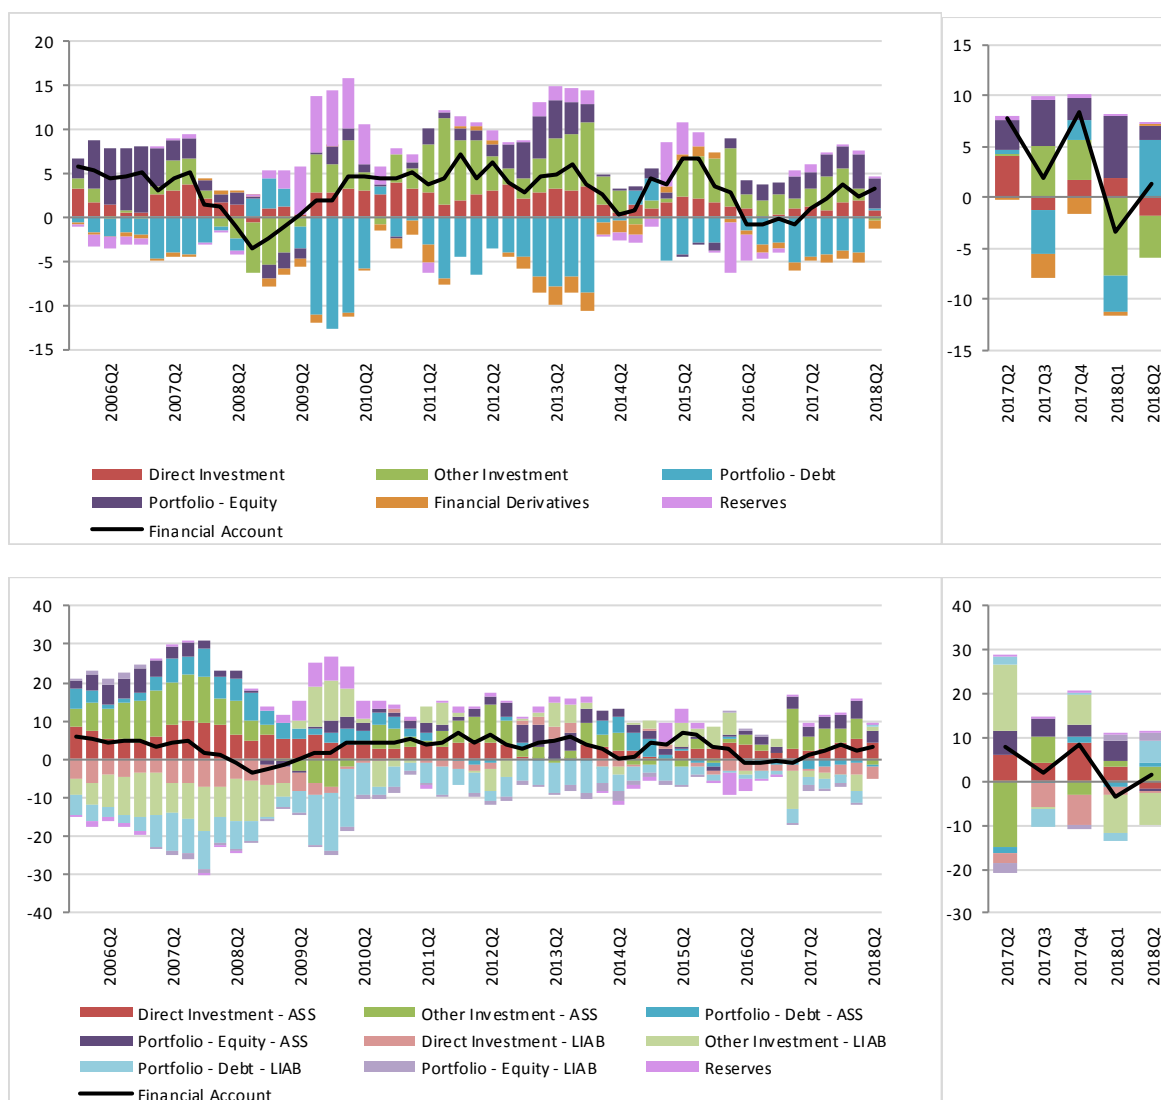 20
15
10
5
0
-5
-10
-15
2006Q2
2007Q2
2008Q2
2009Q2
2010Q2
2011Q2
2012Q2
2013Q2
2014Q2
2015Q2
2016Q2
2017Q2
2018Q2
Direct Investment
Other Investment
Portfolio - Debt
Portfolio - Equity
Financial Derivatives
Reserves
Financial Account
15
10
5
0
-5
-10
-15
2017Q2
2017Q3
2017Q4
2018Q1
2018Q2
40
30
20
10
0
-10
-20
-30
-40
2006Q2
2007Q2
2008Q2
2009Q2
2010Q2
2011Q2
2012Q2
2013Q2
2014Q2
2015Q2
2016Q2
2017Q2
2018Q2
Direct Investment - ASS
Other Investment - ASS
Portfolio - Debt - ASS
Portfolio - Equity - ASS
Direct Investment - LIAB
Other Investment - LIAB
Portfolio - Debt - LIAB
Portfolio - Equity - LIAB
Reserves
Financial Account
40
30
20
10
0
-10
-20
-30
2017Q2
2017Q3
2017Q4
2018Q1
2018Q2